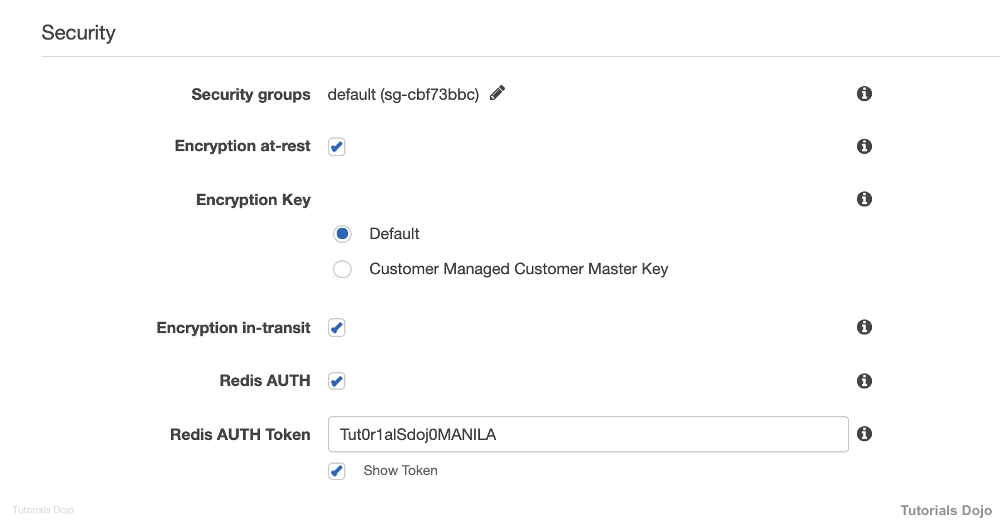 Security
Security groups default (sg-cbf73bbc)
Encryption at-rest
Encryption Key
Default
Customer Managed Customer Master Key
Encryption in-transit
Redis AUTH
Redis AUTH Token Tut0r1alSdoj0MANILA
Show Token
Tutorials Dojo Tutorials Dojo